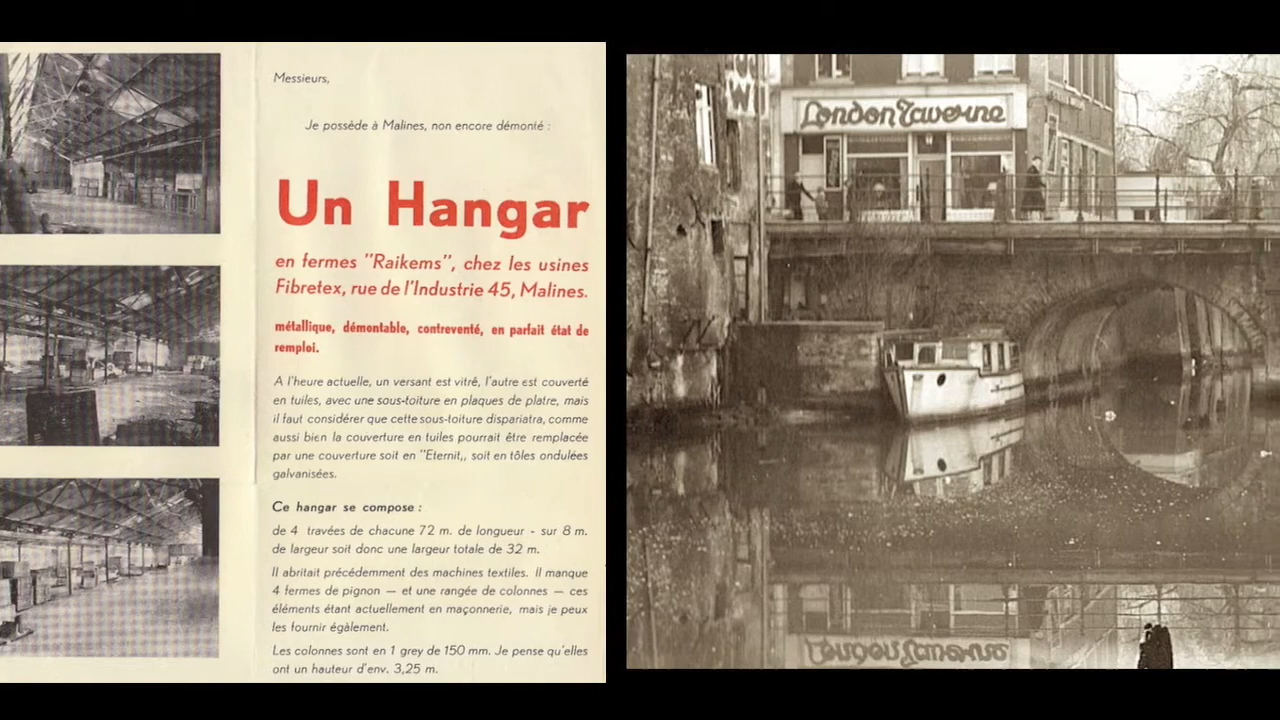 Messieurs,
Je possède à Malines, non encore démonté :
Un Hangar
en fermes "Raikems", chez les usines
Fibretex, rue de l'Industrie 45, Malines.
métallique, démontable, contreventé, en parfait état de
remploi.
A l'heure actuelle, un versant est vitré, l'autre est couverté
en tuiles, avec une sous-toiture en plaques de platre, mais
il faut considérer que cette sous-toiture dispariatra, comme
aussi bien la couverture en tuiles pourrait être remplacée
par une couverture soit en "Eternit,, soit en tôles ondulées
galvanisées.
Ce hangar se compose :
de 4 travées de chacune 72 m. de longueur - sur 8 m.
de largeur soit donc une largeur totale de 32 m.
Il abritait précédemment des machines textiles. Il manque
4 fermes de pignon — et une rangée de colonnes — ces
éléments étant actuellement en maçonnerie, mais je peux
les fournir égàlement.
Les colonnes sont en 1 grey de 150 mm. Je pense qu'elles
ont un hauteur d'env. 3,25 m.
W
London Taverne